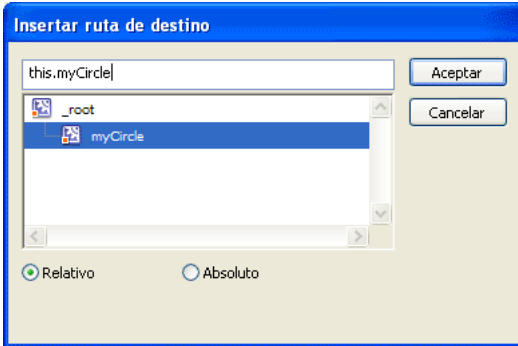 Insertar ruta de destino
this.myCircle
Aceptar
_root
Cancelar
myCircle
Relativo
Absoluto